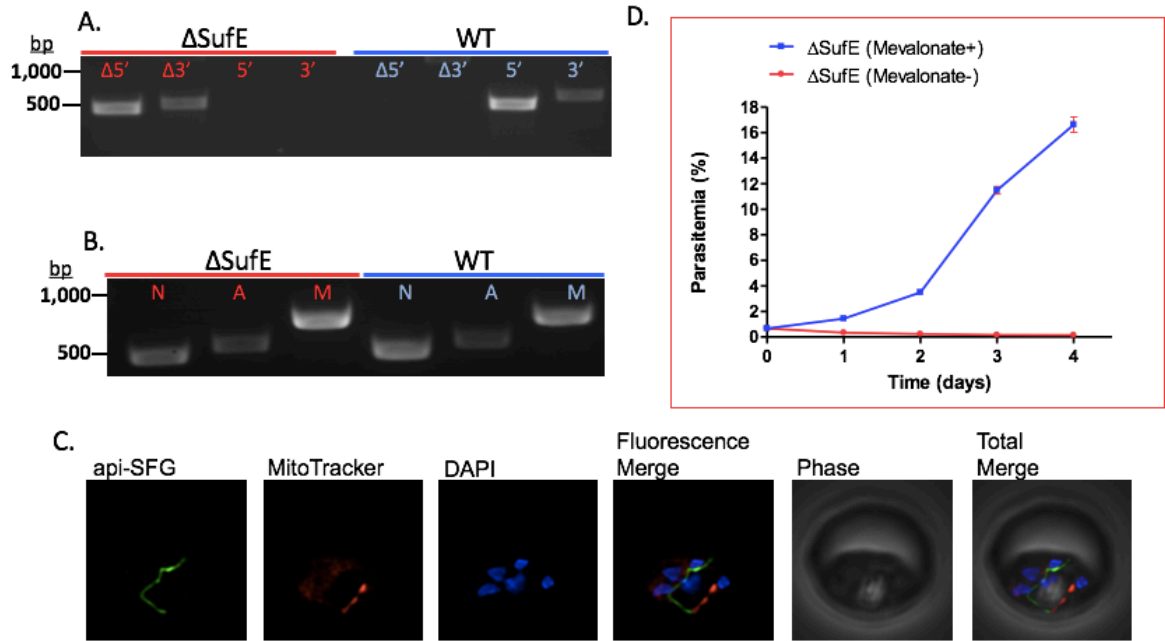 A.
bp
ΔSufE WT
1,000
Δ5' Δ3' 5' 3' Δ5' Δ3' 5' 3'
500
B.
bp
ΔSufE WT
1,000
N A M N A M
500
C.
api-SFG MitoTracker DAPI Fluorescence Merge Phase Total Merge
D.
ΔSufE (Mevalonate+)
ΔSufE (Mevalonate-)
Parasitemia (%)
18
16
14
12
10
8
6
4
2
0
0 1 2 3 4
Time (days)